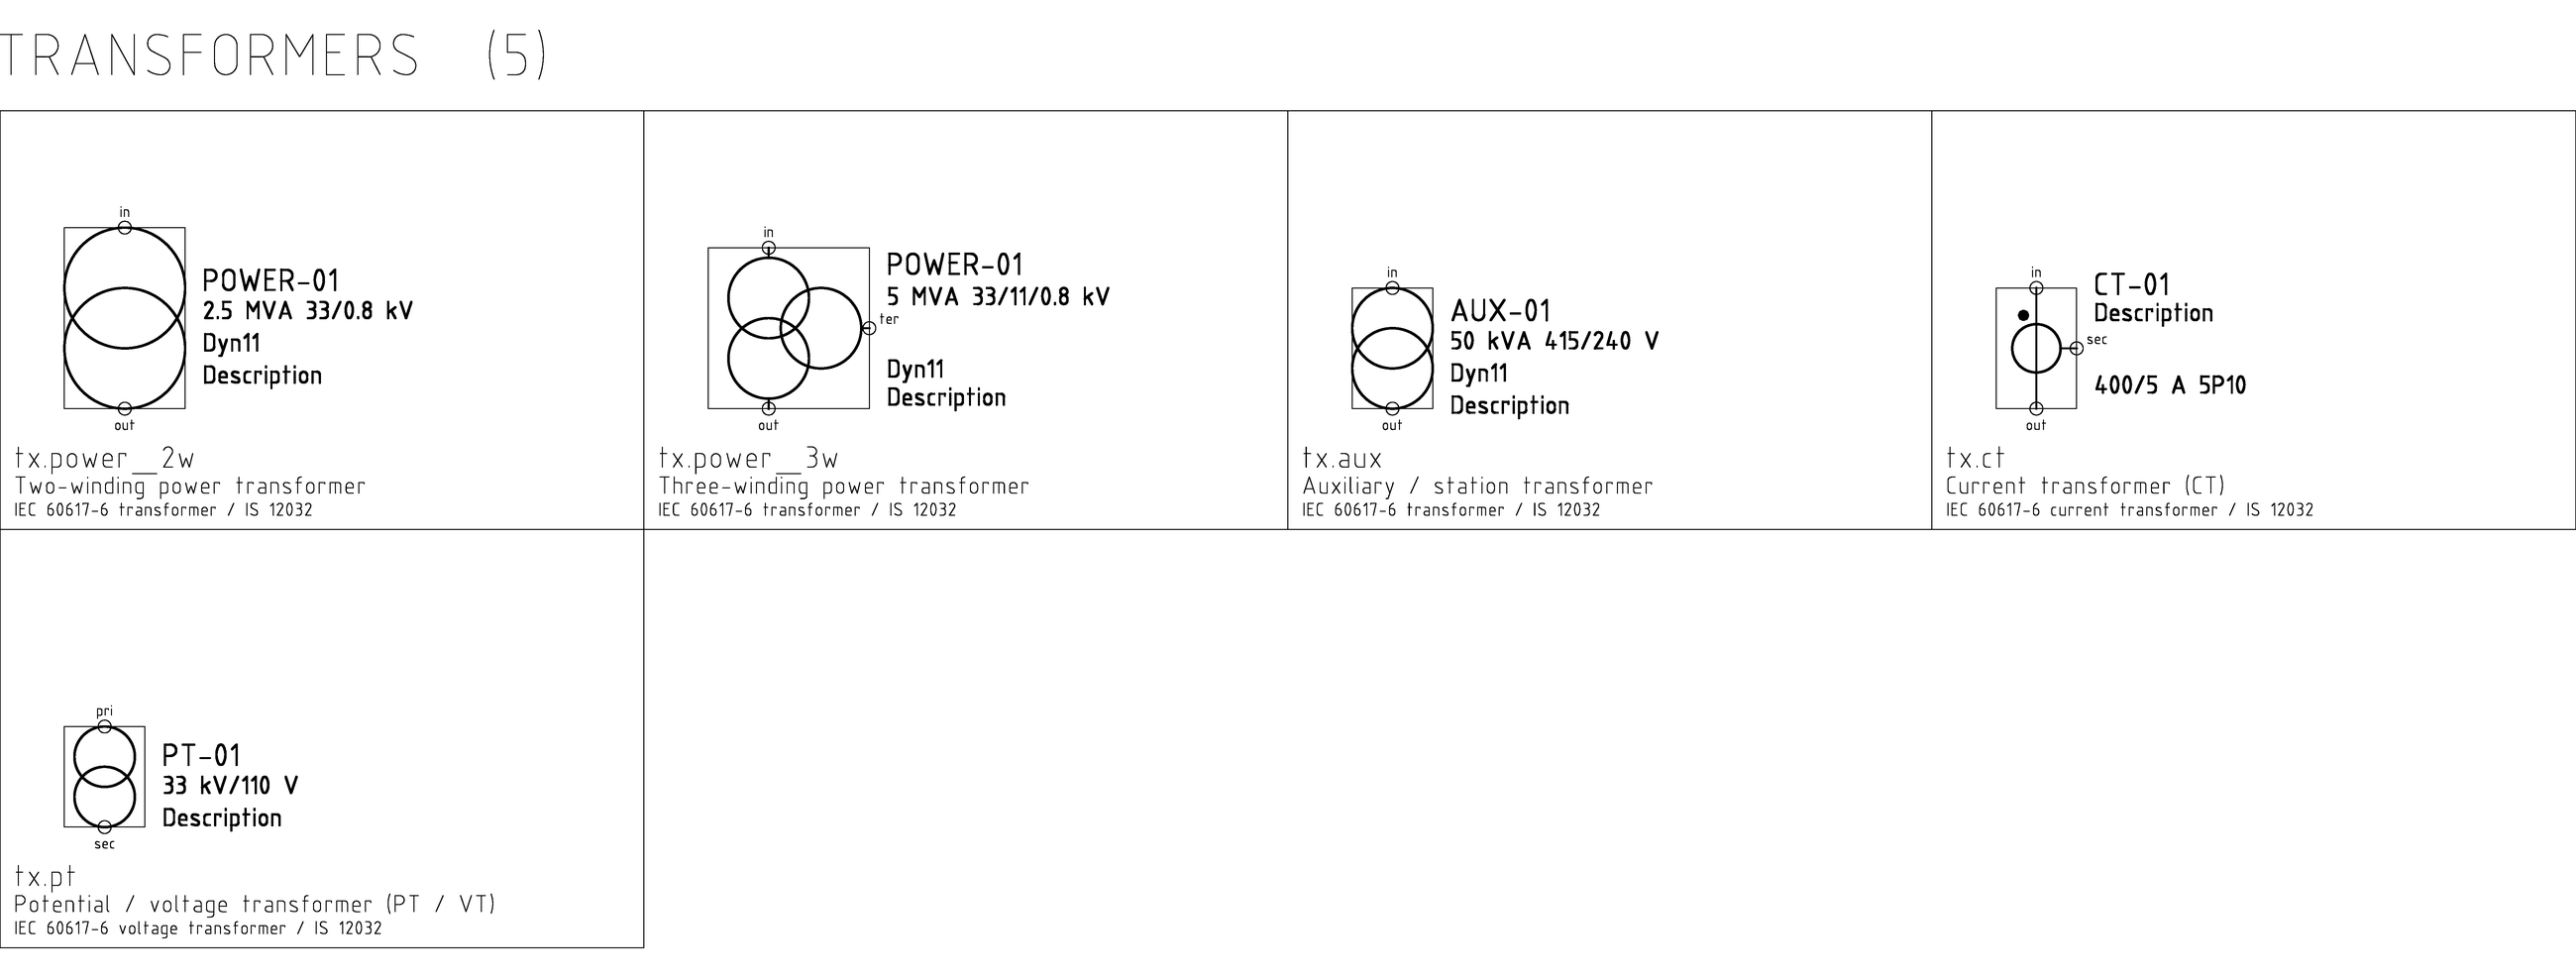 TRANSFORMERS (5)
in
POWER-01
2.5 MVA 33/0.8 kV
Dyn11
Description
out
tx.power_2w
Two-winding power transformer
IEC 60617-6 transformer / IS 12032
in
POWER-01
5 MVA 33/11/0.8 kV
ter
Dyn11
Description
out
tx.power_3w
Three-winding power transformer
IEC 60617-6 transformer / IS 12032
in
AUX-01
50 kVA 415/240 V
Dyn11
Description
out
tx.aux
Auxiliary / station transformer
IEC 60617-6 transformer / IS 12032
in
CT-01
Description
sec
400/5 A 5P10
out
tx.ct
Current transformer (CT)
IEC 60617-6 current transformer / IS 12032
pri
PT-01
33 kV/110 V
Description
sec
tx.pt
Potential / voltage transformer (PT / VT)
IEC 60617-6 voltage transformer / IS 12032